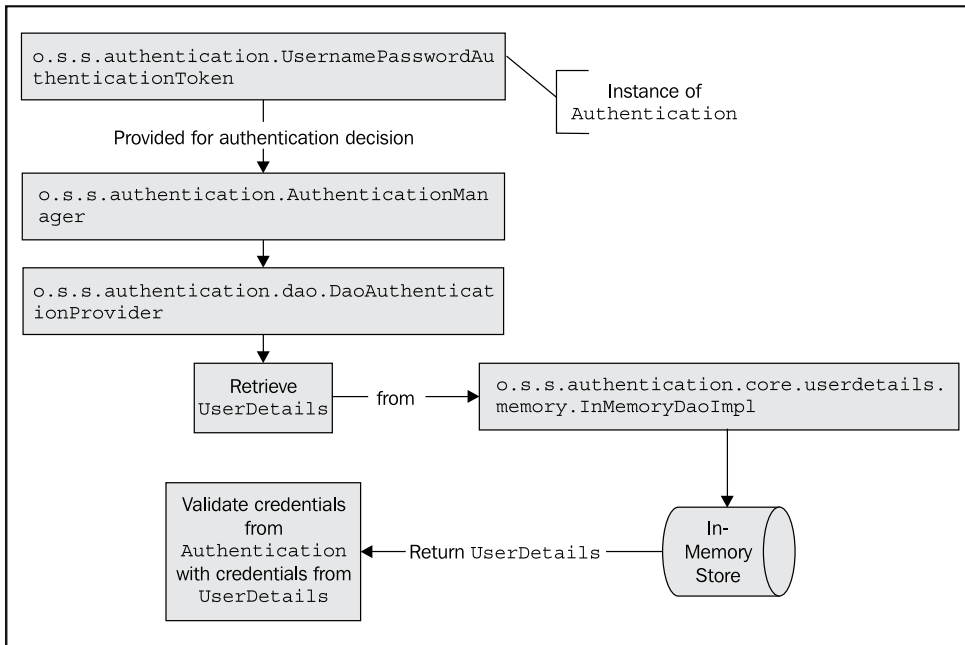 o.s.s.authentication.UsernamePasswordAu
thenticationToken
Instance of
Authentication
Provided for authentication decision
o.s.s.authentication.AuthenticationMan
ager
o.s.s.authentication.dao.DaoAuthenticat
ionProvider
Retrieve
UserDetails
from
o.s.s.authentication.core.userdetails.
memory.InMemoryDaoImpl
Validate credentials
from
Authentication
with credentials from
UserDetails
Return UserDetails
In-
Memory
Store